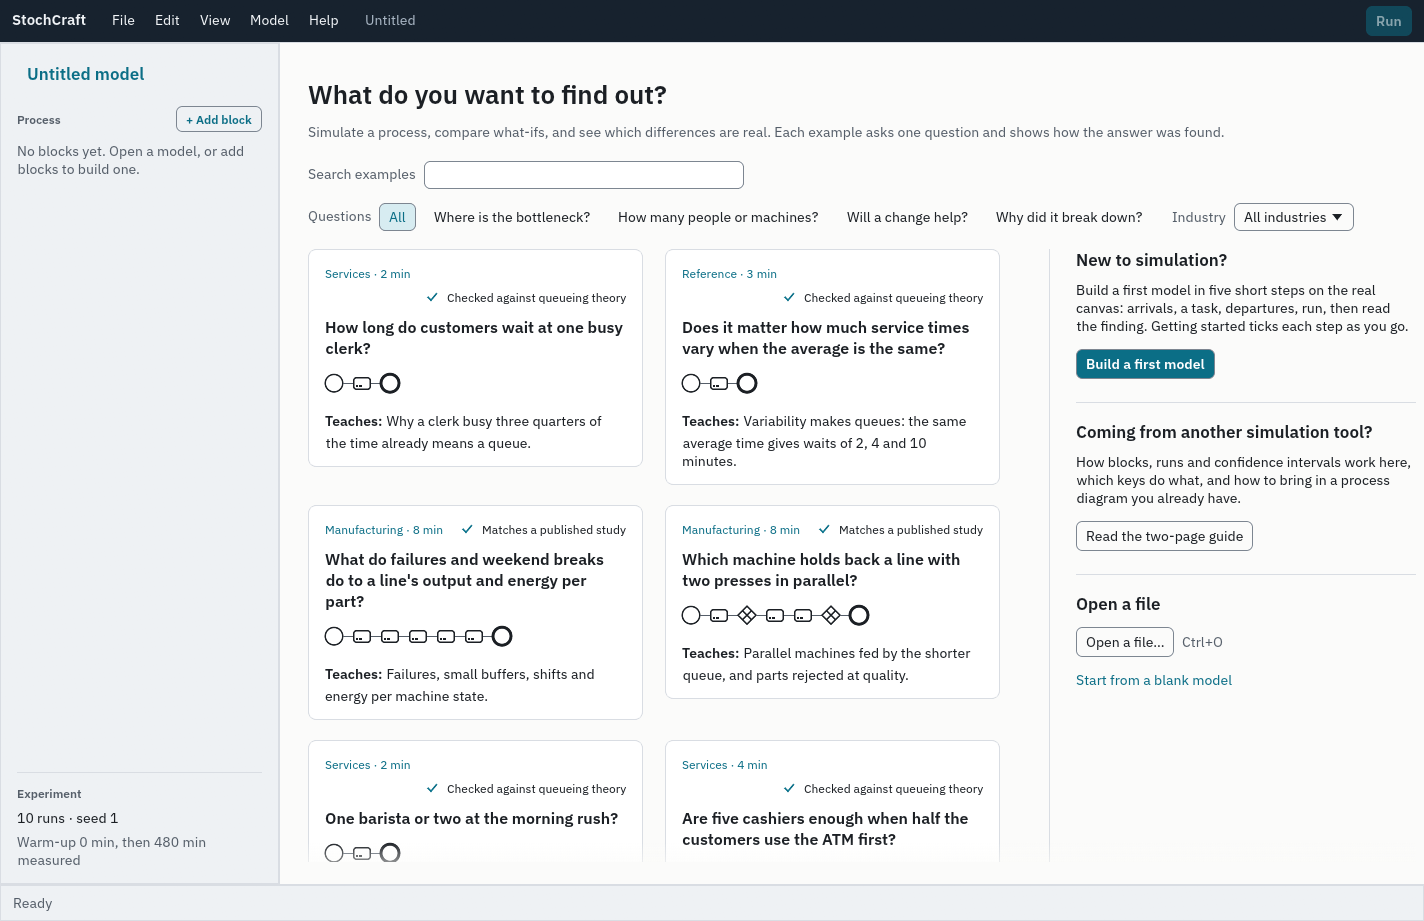 StochCraft File Edit View Model Help Untitled Run
Untitled model
Process + Add block
No blocks yet. Open a model, or add
blocks to build one.
Experiment
10 runs · seed 1
Warm-up 0 min, then 480 min
measured
What do you want to find out?
Simulate a process, compare what-ifs, and see which differences are real. Each example asks one question and shows how the answer was found.
Search examples
Questions All Where is the bottleneck? How many people or machines? Will a change help? Why did it break down? Industry All industries
Services · 2 min
Checked against queueing theory
How long do customers wait at one busy
clerk?
Teaches: Why a clerk busy three quarters of
the time already means a queue.
Reference · 3 min
Checked against queueing theory
Does it matter how much service times
vary when the average is the same?
Teaches: Variability makes queues: the same
average time gives waits of 2, 4 and 10
minutes.
Manufacturing · 8 min Matches a published study
What do failures and weekend breaks
do to a line's output and energy per
part?
Teaches: Failures, small buffers, shifts and
energy per machine state.
Manufacturing · 8 min Matches a published study
Which machine holds back a line with
two presses in parallel?
Teaches: Parallel machines fed by the shorter
queue, and parts rejected at quality.
Services · 2 min
Checked against queueing theory
One barista or two at the morning rush?
Services · 4 min
Checked against queueing theory
Are five cashiers enough when half the
customers use the ATM first?
New to simulation?
Build a first model in five short steps on the real
canvas: arrivals, a task, departures, run, then read
the finding. Getting started ticks each step as you go.
Build a first model
Coming from another simulation tool?
How blocks, runs and confidence intervals work here,
which keys do what, and how to bring in a process
diagram you already have.
Read the two-page guide
Open a file
Open a file... Ctrl+O
Start from a blank model
Ready